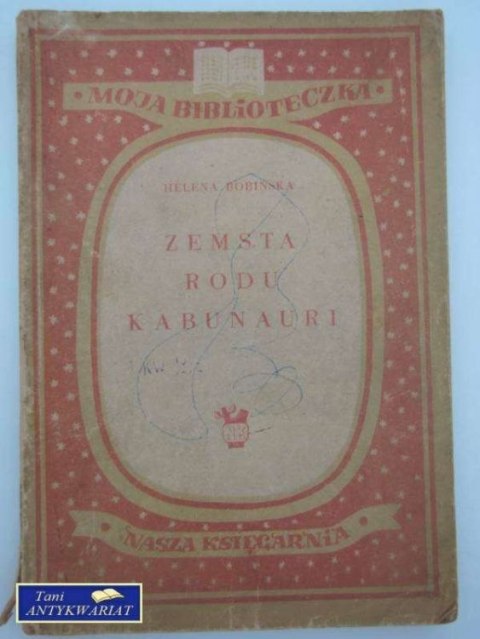 • MOJA BIBLIOTECZKA •
HELENA BOBIŃSKA
ZEMSTA
RODU
KABUNAURI
• NASZA KSIĘGARNIA •
Tani
ANTYKWARIAT